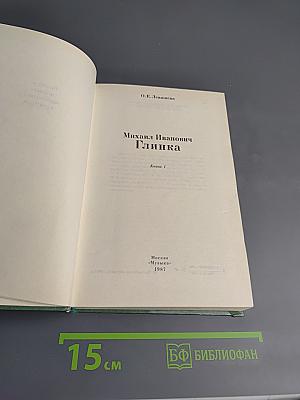 О. Е. Левашева
Михаил Иванович
Глинка
Книга 1
Москва
«Музыка»
1987
15 см
БФ БИБЛИОФАН